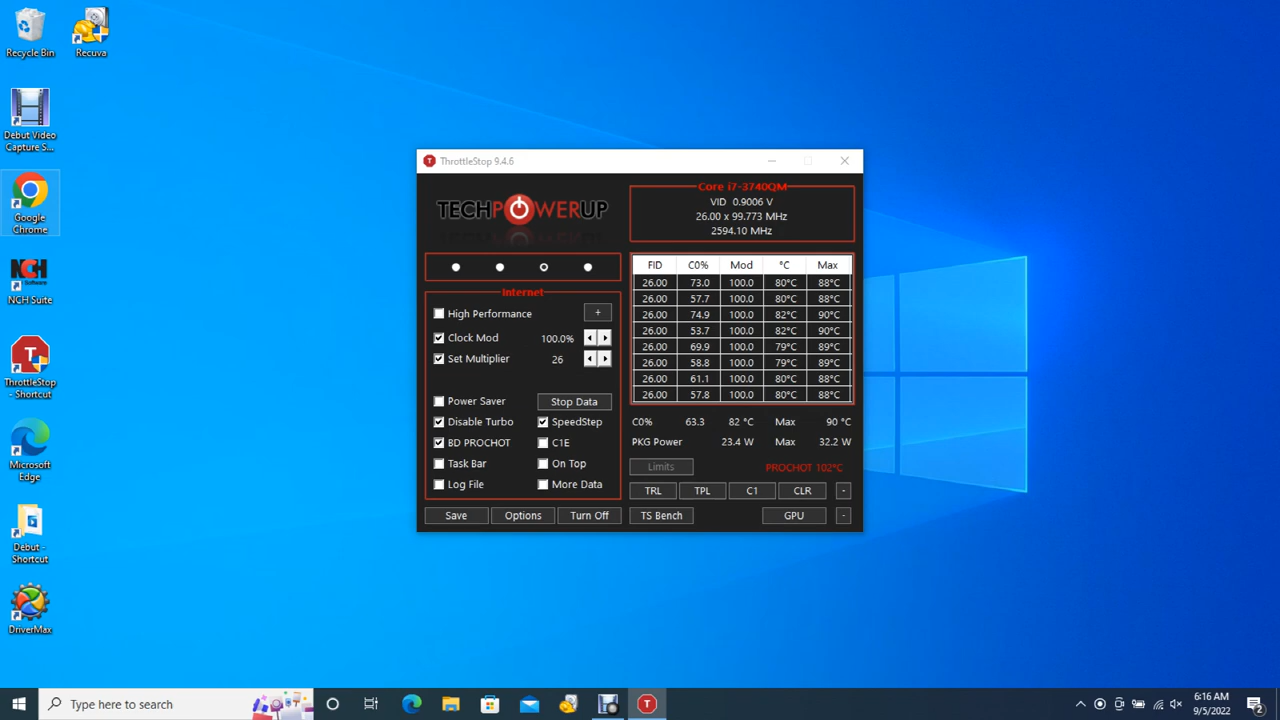 Recycle Bin
Recuva
Debut Video
Capture S...
Google
Chrome
NCH
Software
NCH Suite
ThrottleStop
- Shortcut
Microsoft
Edge
Debut -
Shortcut
DriverMax
T ThrottleStop 9.4.6
TECHPOWERUP
Internet
High Performance +
Clock Mod 100.0%
Set Multiplier 26
Power Saver Stop Data
Disable Turbo SpeedStep
BD PROCHOT C1E
Task Bar On Top
Log File More Data
Save Options Turn Off
Core i7-3740QM
VID 0.9006 V
26.00 x 99.773 MHz
2594.10 MHz
FID C0% Mod °C Max
26.00 73.0 100.0 80°C 88°C
26.00 57.7 100.0 80°C 88°C
26.00 74.9 100.0 82°C 90°C
26.00 53.7 100.0 82°C 90°C
26.00 69.9 100.0 79°C 89°C
26.00 58.8 100.0 79°C 89°C
26.00 61.1 100.0 80°C 88°C
26.00 57.8 100.0 80°C 88°C
C0% 63.3 82 °C Max 90 °C
PKG Power 23.4 W Max 32.2 W
Limits PROCHOT 102°C
TRL TPL C1 CLR -
TS Bench GPU -
Type here to search
T
6:16 AM
9/5/2022
2